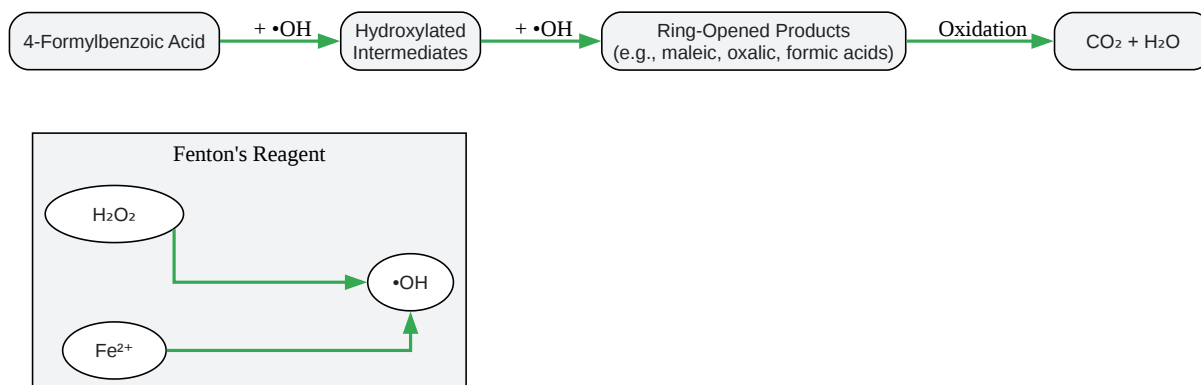 4-Formylbenzoic Acid
+ •OH
Hydroxylated
Intermediates
+ •OH
Ring-Opened Products
(e.g., maleic, oxalic, formic acids)
Oxidation
CO₂ + H₂O
Fenton's Reagent
H₂O₂
•OH
Fe²⁺